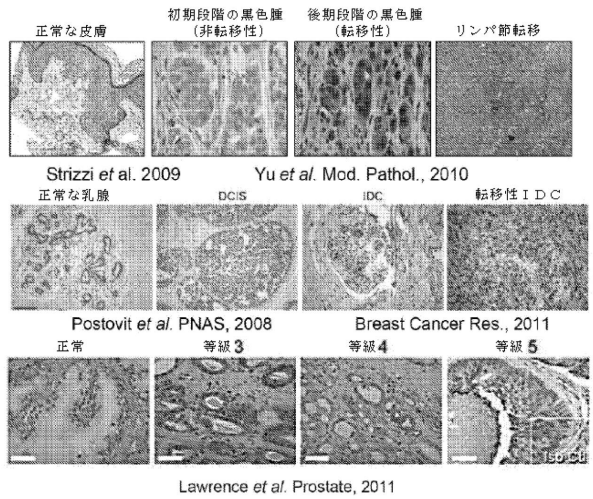 正常な皮膚
初期段階の黒色腫
(非転移性)
後期段階の黒色腫
(転移性)
リンパ節転移
Strizzi et al. 2009
Yu et al. Mod. Pathol., 2010
正常な乳腺
DCIS
IDC
転移性IDC
Postovit et al. PNAS, 2008
Breast Cancer Res., 2011
正常
等級3
等級4
等級5
Iso Ctl
Lawrence et al. Prostate, 2011